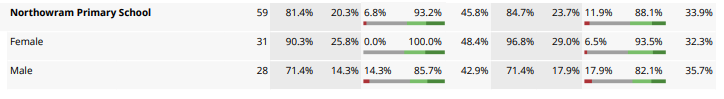 Northowram Primary School 59 81.4% 20.3% 6.8% 93.2% 45.8% 84.7% 23.7% 11.9% 88.1% 33.9%
Female 31 90.3% 25.8% 0.0% 100.0% 48.4% 96.8% 29.0% 6.5% 93.5% 32.3%
Male 28 71.4% 14.3% 14.3% 85.7% 42.9% 71.4% 17.9% 17.9% 82.1% 35.7%